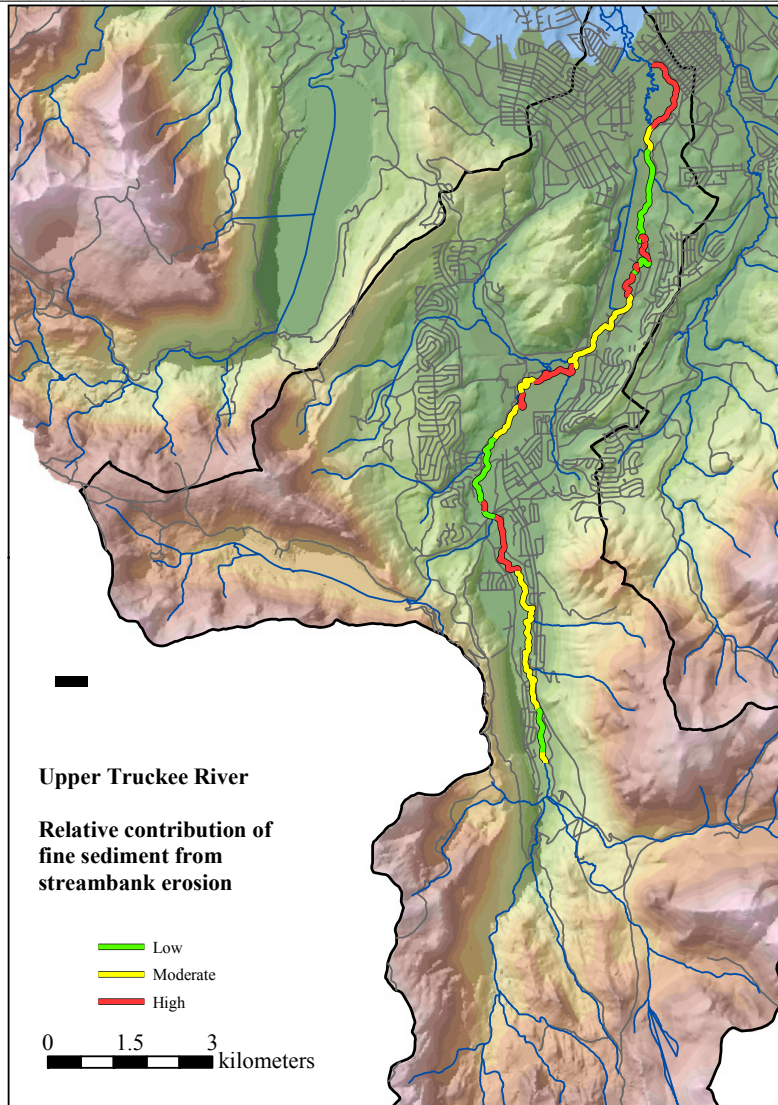 Upper Truckee River
Relative contribution of
fine sediment from
streambank erosion
Low
Moderate
High
0 1.5 3
kilometers